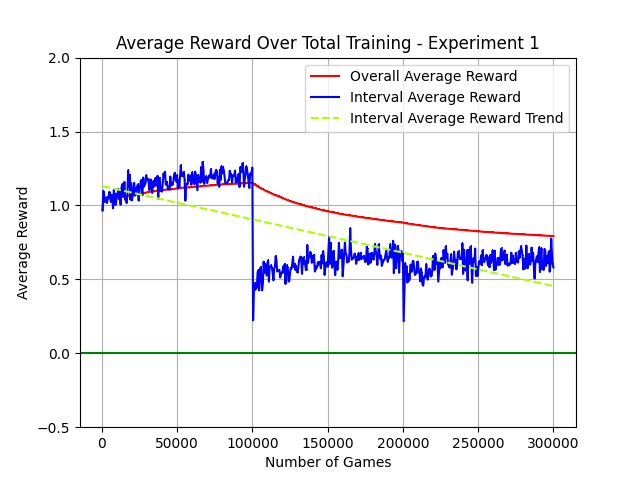 Average Reward Over Total Training - Experiment 1
Overall Average Reward
Interval Average Reward
Interval Average Reward Trend
Average Reward
2.0
1.5
1.0
0.5
0.0
−0.5
0
50000
100000
150000
200000
250000
300000
Number of Games